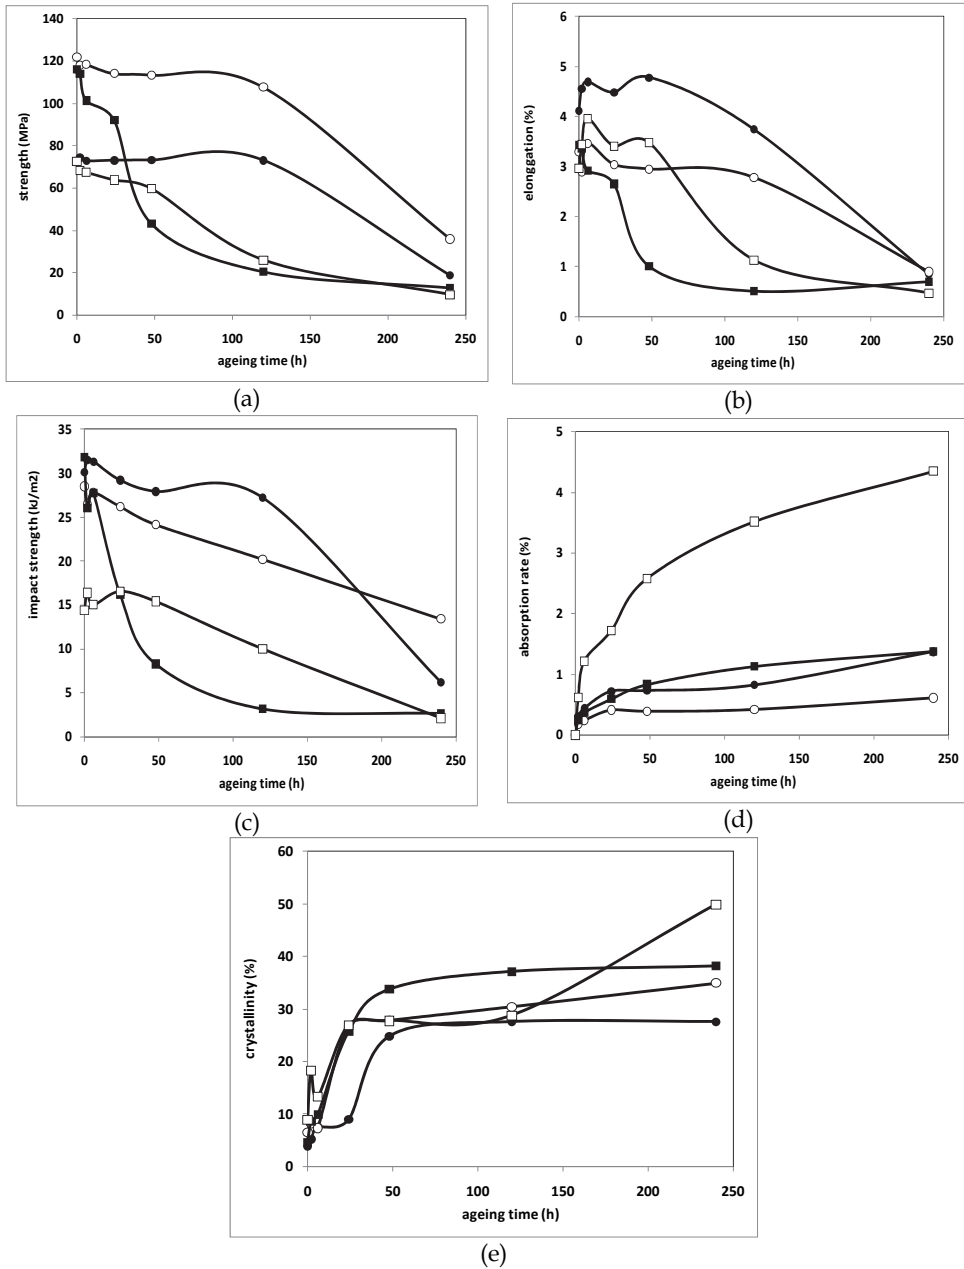 140
120
100
80
60
40
20
0
strength (MPa)
0 50 100 150 200 250
ageing time (h)
(a)
6
5
4
3
2
1
0
elonggation (%)
0 50 100 150 200 250
ageing time (h)
(b)
35
30
25
20
15
10
5
0
impact strength (kJ/m2)
0 50 100 150 200 250
ageing time (h)
(c)
5
4
3
2
1
0
absorption rate (%)
0 50 100 150 200 250
ageing time (h)
(d)
60
50
40
30
20
10
0
crystallinity (%)
0 50 100 150 200 250
ageing time (h)
(e)